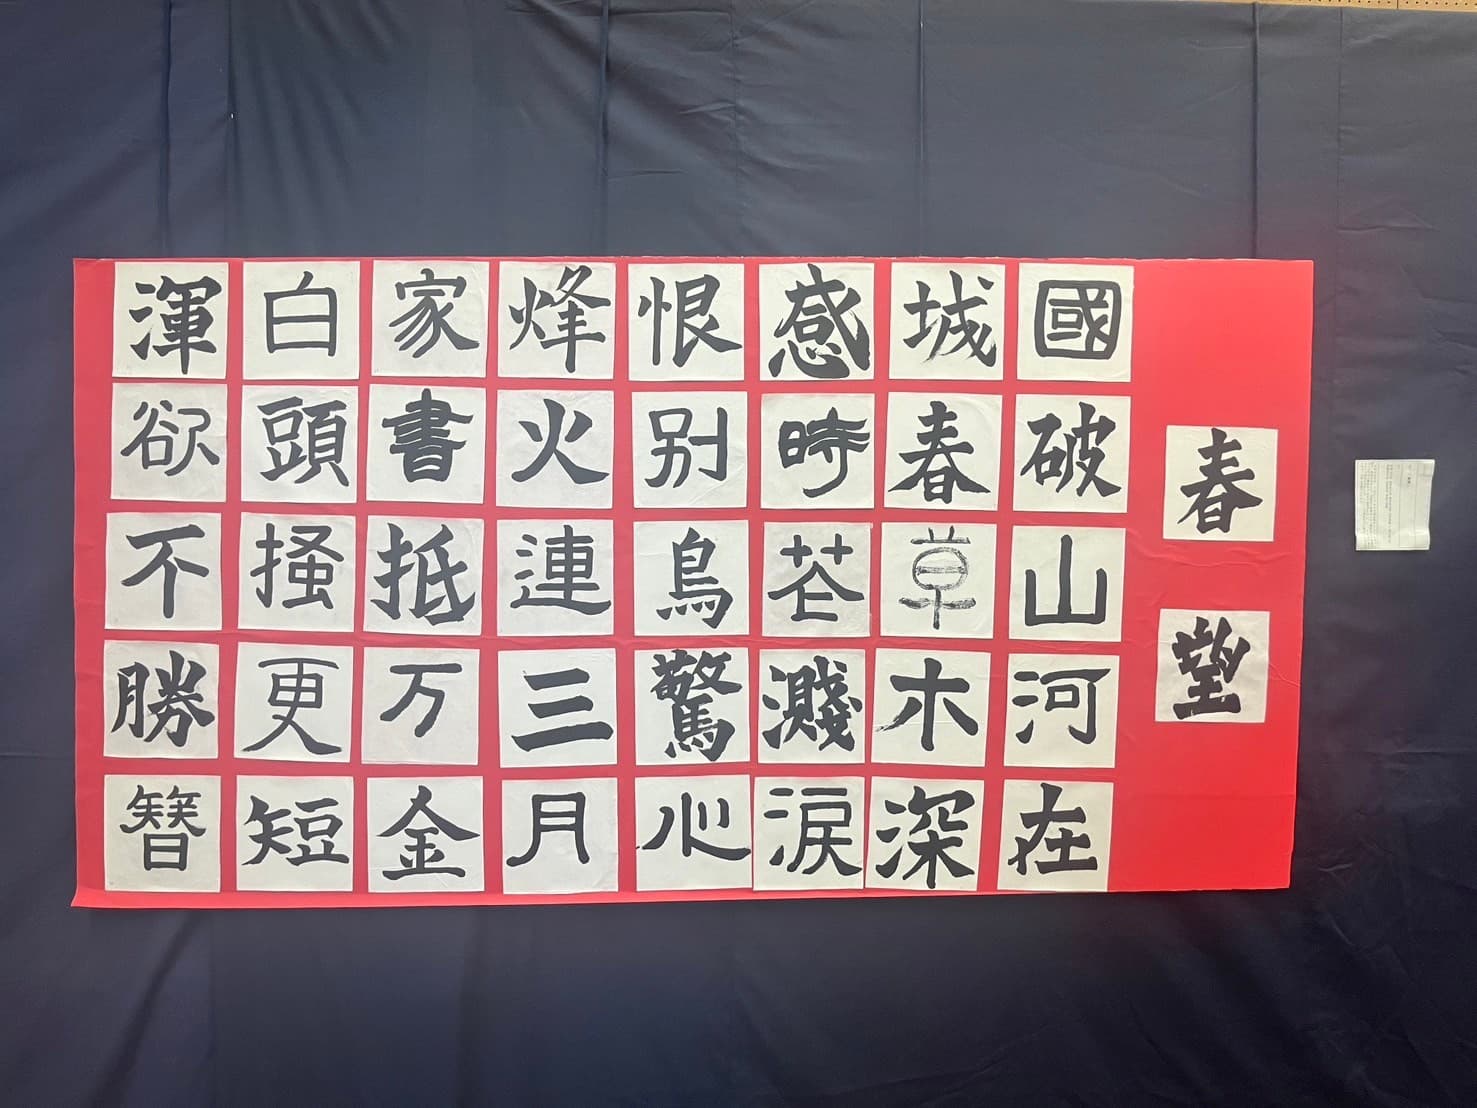 春望
國破山河在
城春草木深
感時花濺涙
恨別鳥驚心
烽火連三月
家書抵万金
白頭掻更短
渾欲不勝簪